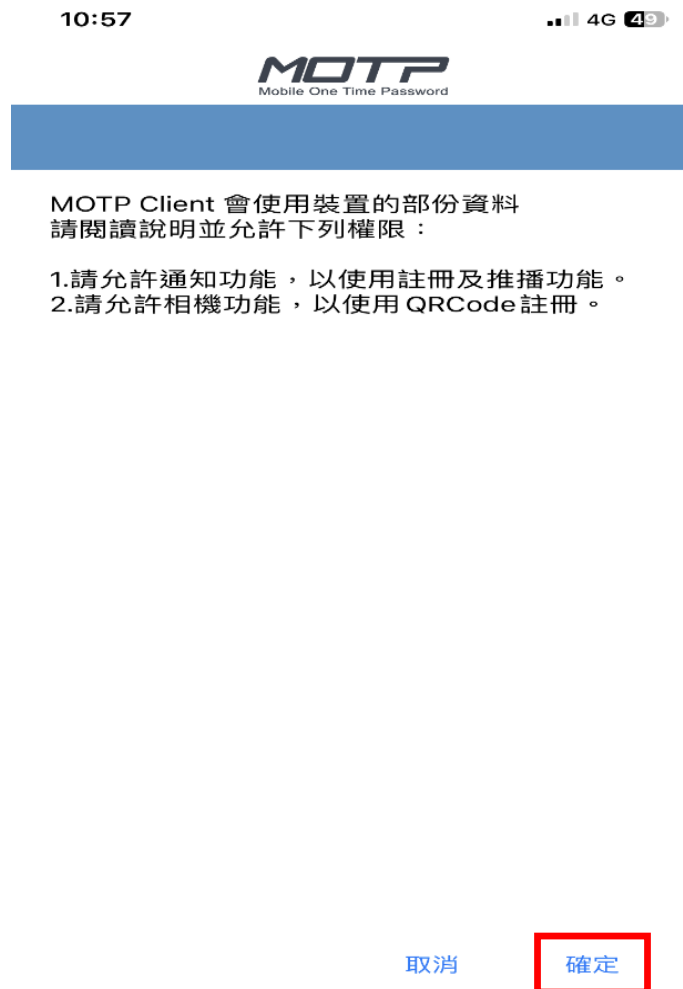 10:57
4G 49
MOTP
Mobile One Time Password
MOTP Client 會使用裝置的部份資料
請閱讀說明並允許下列權限：
1.請允許通知功能，以使用註冊及推播功能。
2.請允許相機功能，以使用QRCode註冊。
取消 確定